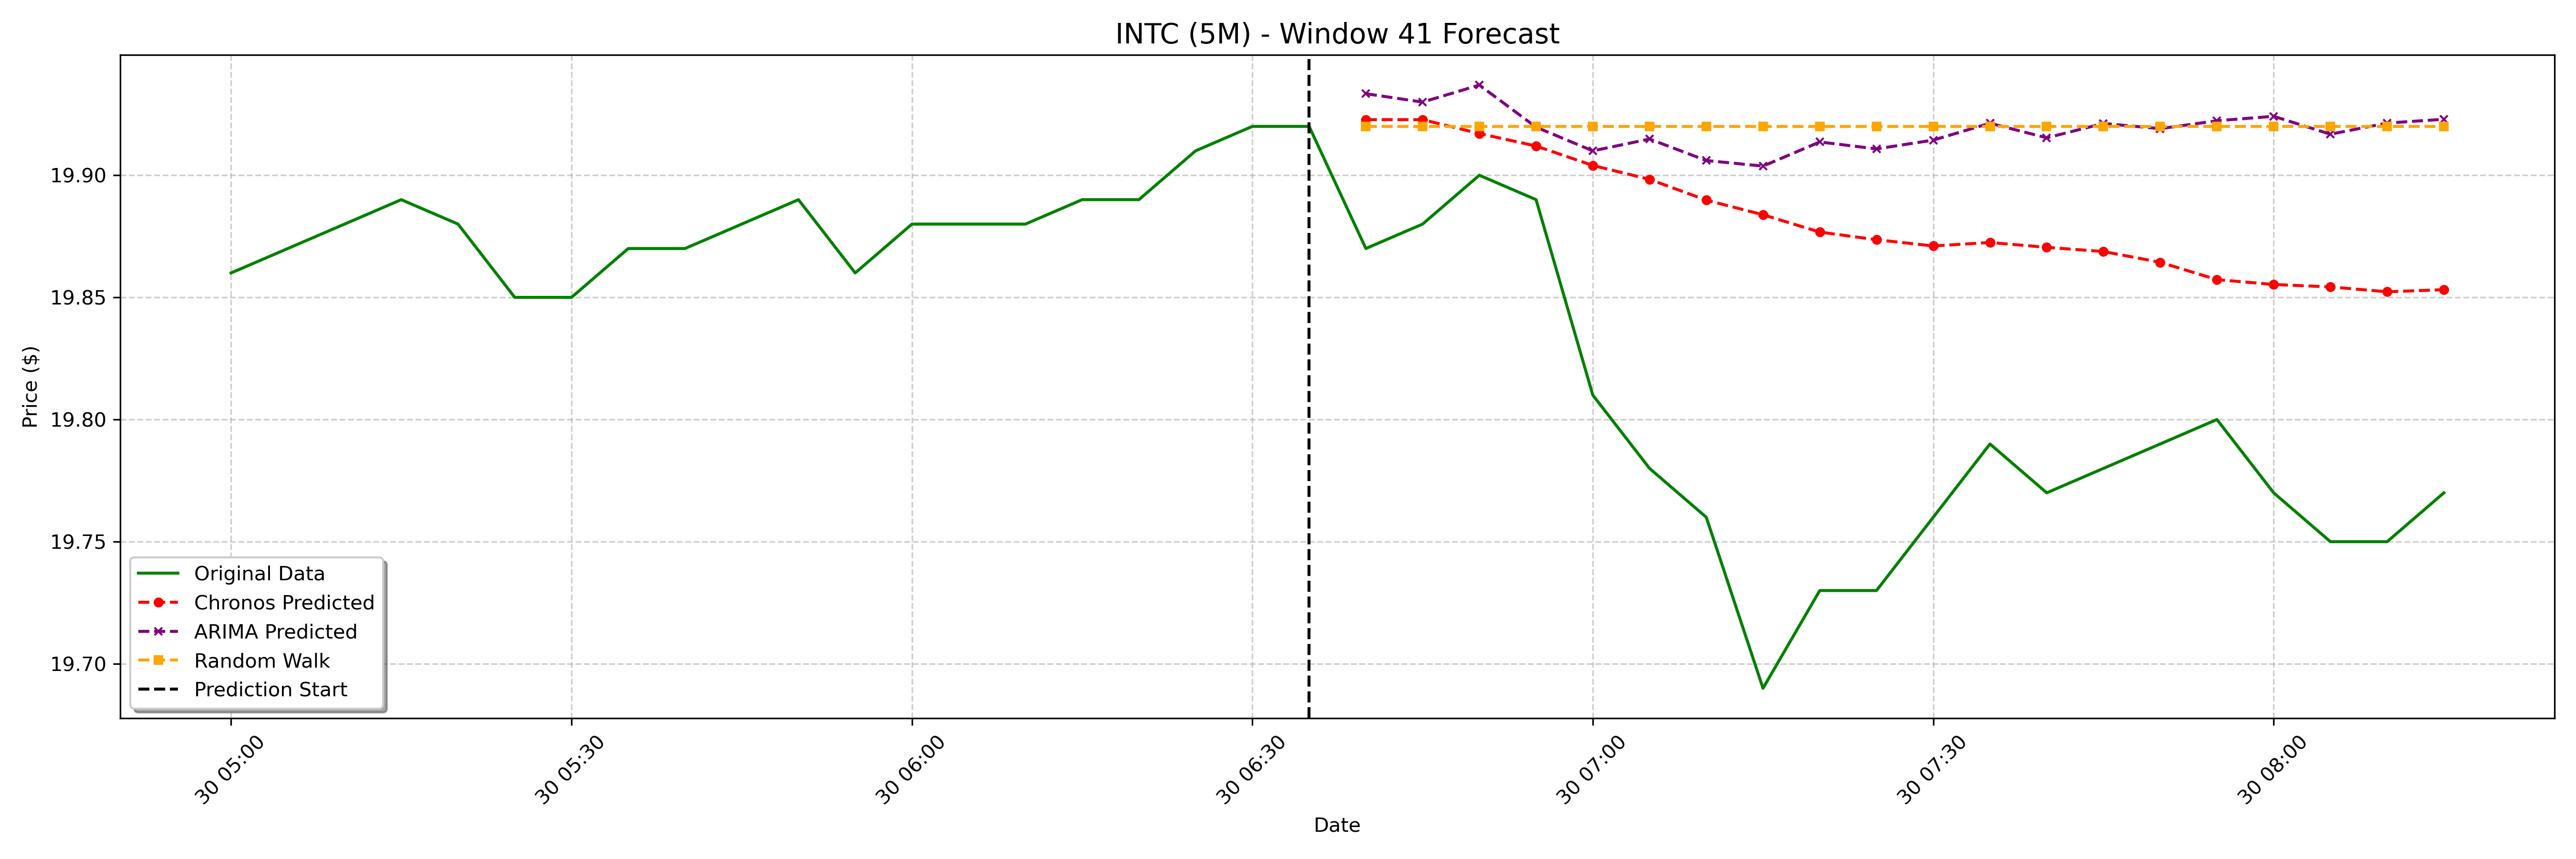 INTC (5M) - Window 41 Forecast
Price ($)
19.90
19.85
19.80
19.75
19.70
Original Data
Chronos Predicted
ARIMA Predicted
Random Walk
Prediction Start
30 05:00
30 05:30
30 06:00
30 06:30
30 07:00
30 07:30
30 08:00
Date